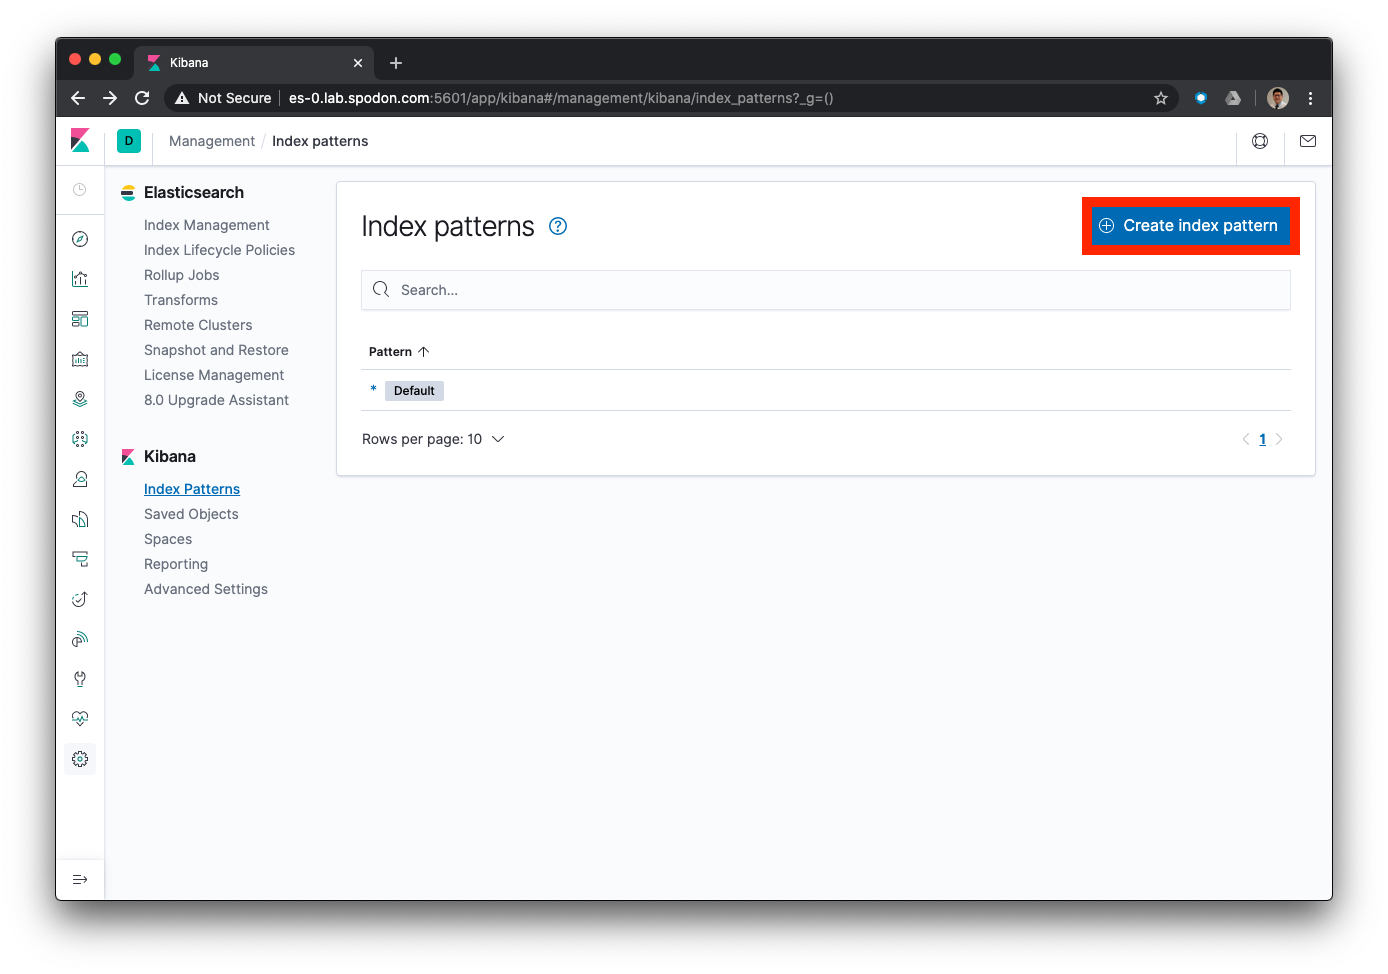 Kibana
Not Secure es-0.lab.spodon.com:5601/app/kibana#/management/kibana/index_patterns?_g=()
D Management / Index patterns
Elasticsearch
Index Management
Index Lifecycle Policies
Rollup Jobs
Transforms
Remote Clusters
Snapshot and Restore
License Management
8.0 Upgrade Assistant
Kibana
Index Patterns
Saved Objects
Spaces
Reporting
Advanced Settings
Index patterns
Create index pattern
Search...
Pattern
* Default
Rows per page: 10
1